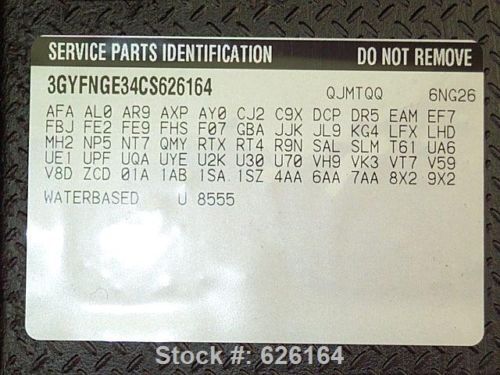 SERVICE PARTS IDENTIFICATION DO NOT REMOVE
3GYFNGE34CS626164 QJMTQQ 6NG26
AFA AL0 AR9 AXP AY0 CJ2 C9X DCP DR5 EAM EF7
FBJ FE2 FE9 FHS F07 GBA JJK JL9 KG4 LFX LHD
MH2 NP5 NT7 QMY RTX RT4 R9N SAL SLM T61 UA6
UE1 UPF UQA UYE U2K U30 U70 VH9 VK3 VT7 V59
V8D ZCD 01A 1AB 1SA 1SZ 4AA 6AA 7AA 8X2 9X2
WATERBASED U 8555
Stock #: 626164